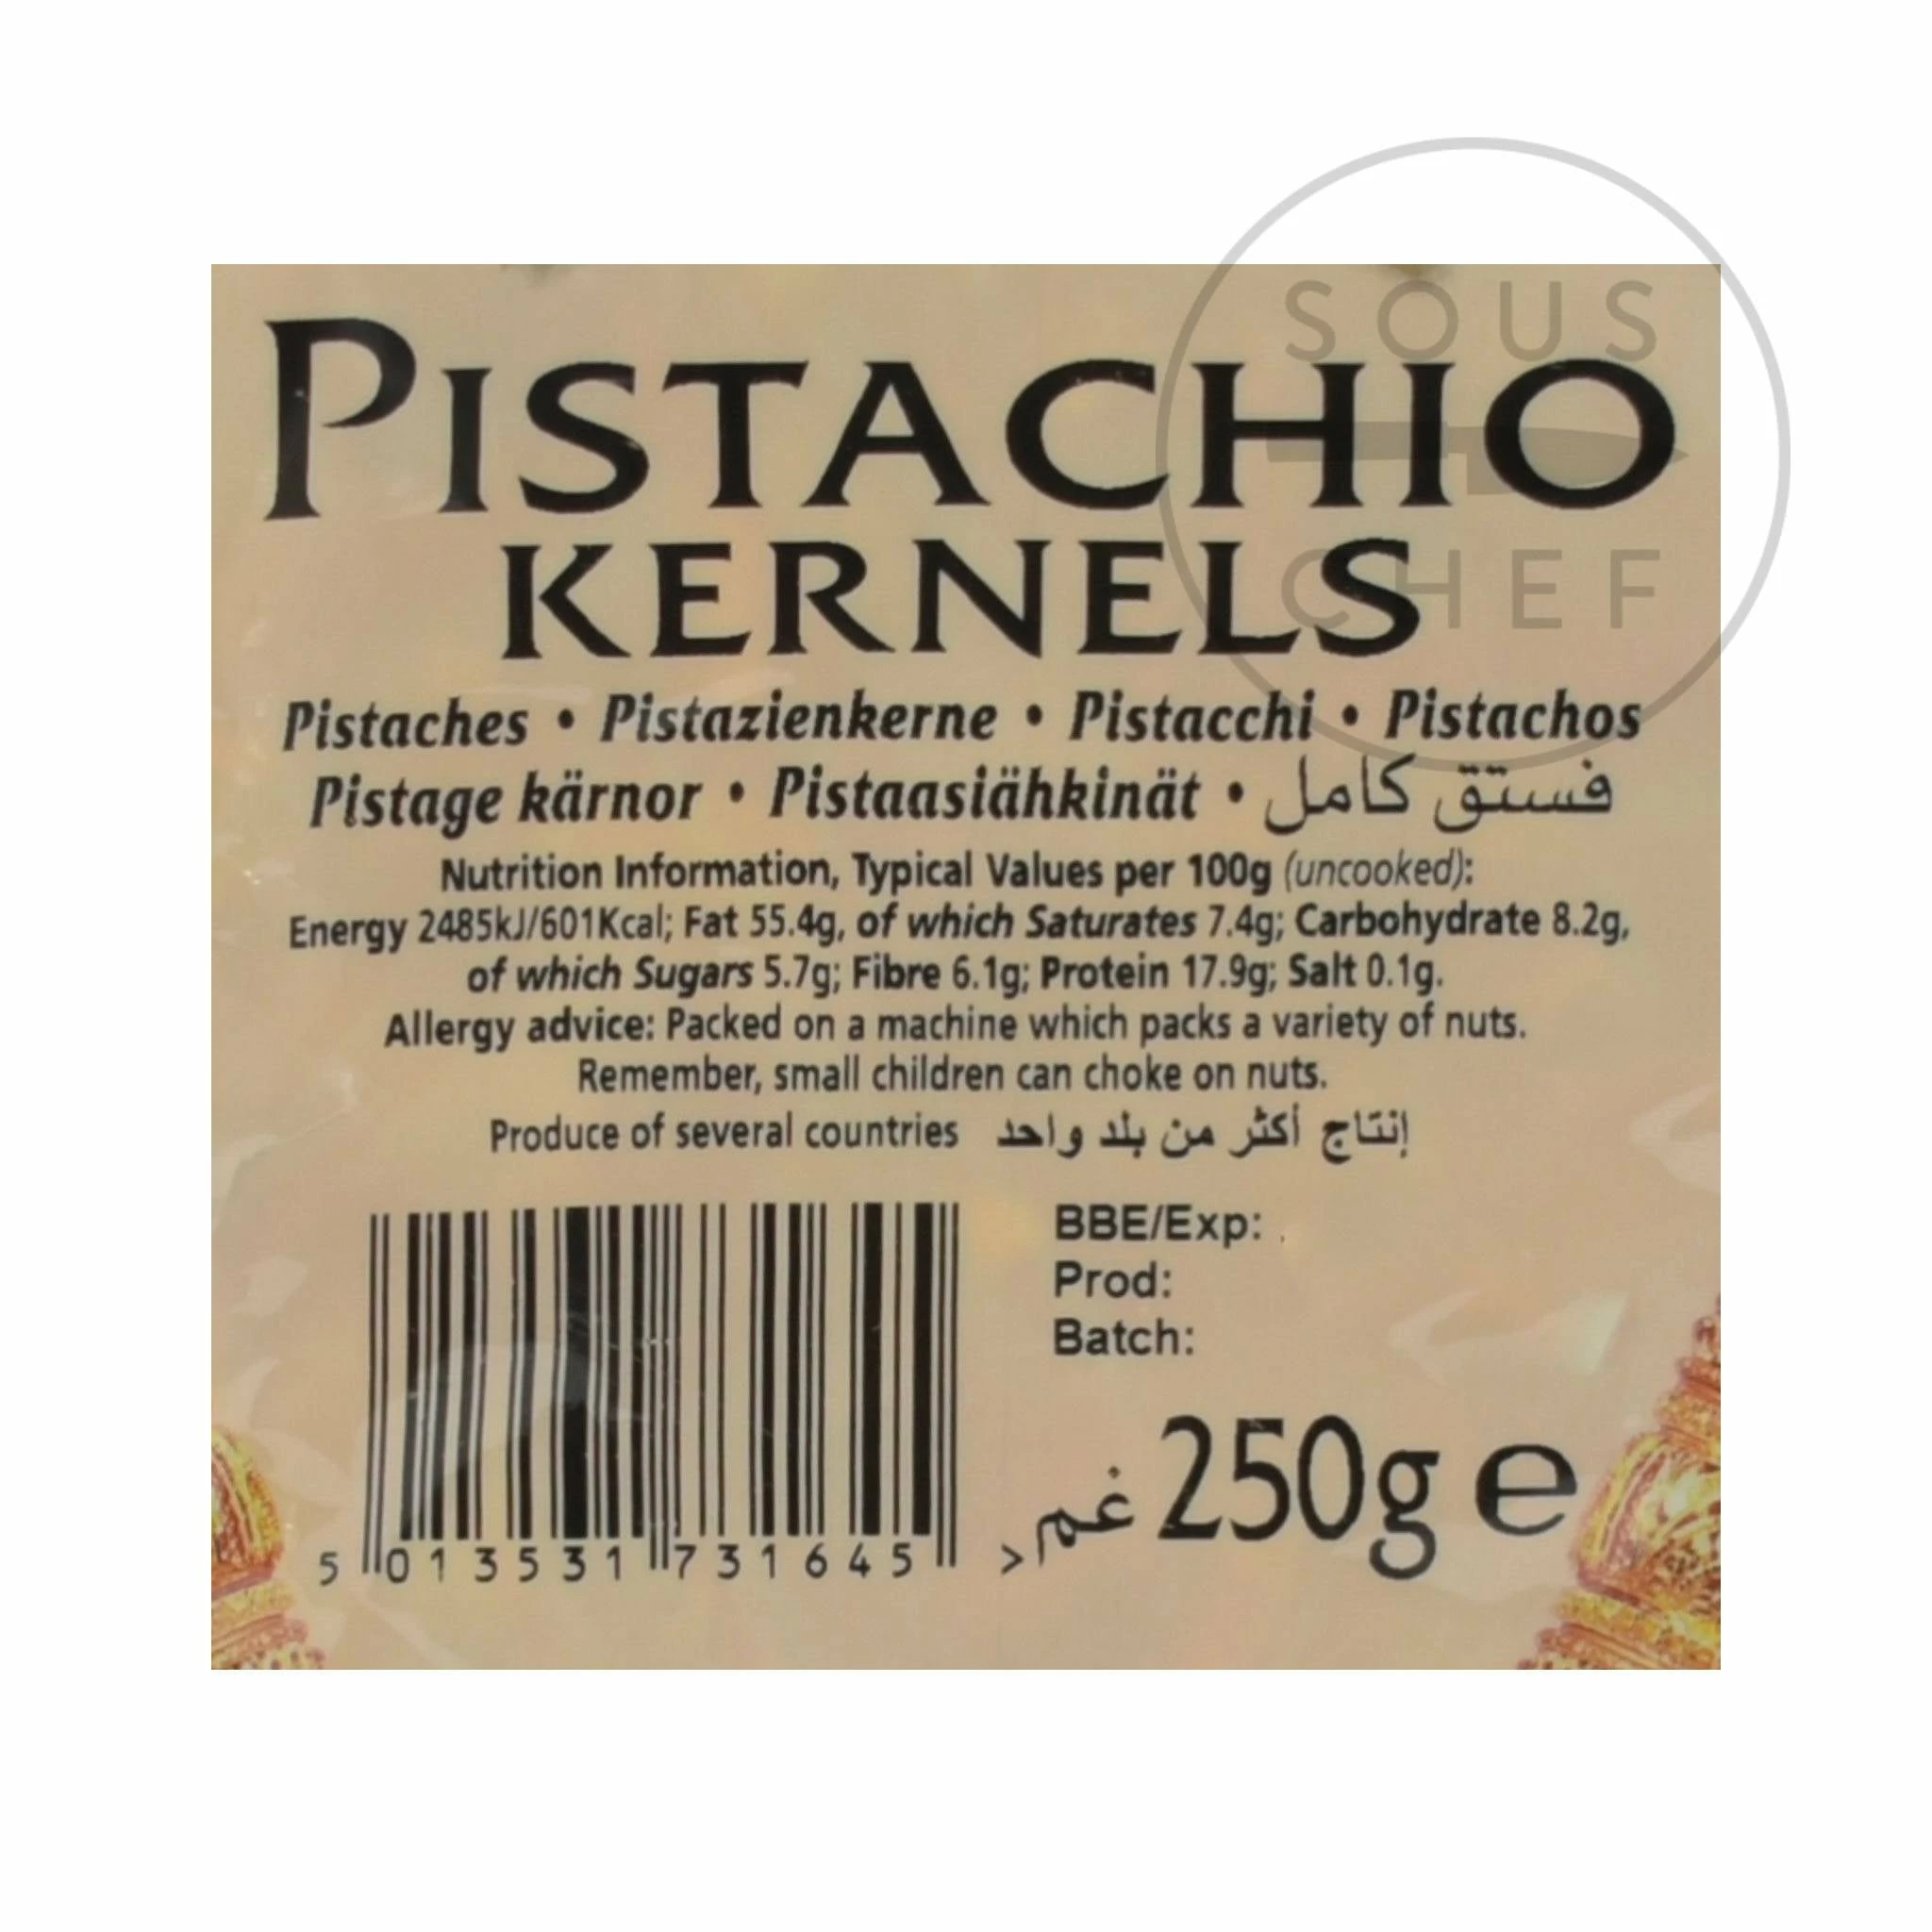 SOUS
CHEF
PISTACHIO
KERNELS
Pistaches • Pistazienkerne • Pistacchi • Pistachos
Pistage kärnor • Pistaasiähkinät • فستق كامل
Nutrition Information, Typical Values per 100g (uncooked):
Energy 2485kJ/601Kcal; Fat 55.4g, of which Saturates 7.4g; Carbohydrate 8.2g,
of which Sugars 5.7g; Fibre 6.1g; Protein 17.9g; Salt 0.1g.
Allergy advice: Packed on a machine which packs a variety of nuts.
Remember, small children can choke on nuts.
Produce of several countries إنتاج أكثر من بلد واحد
BBE/Exp:
Prod:
Batch:
250g e غم
5 013531 731645 >